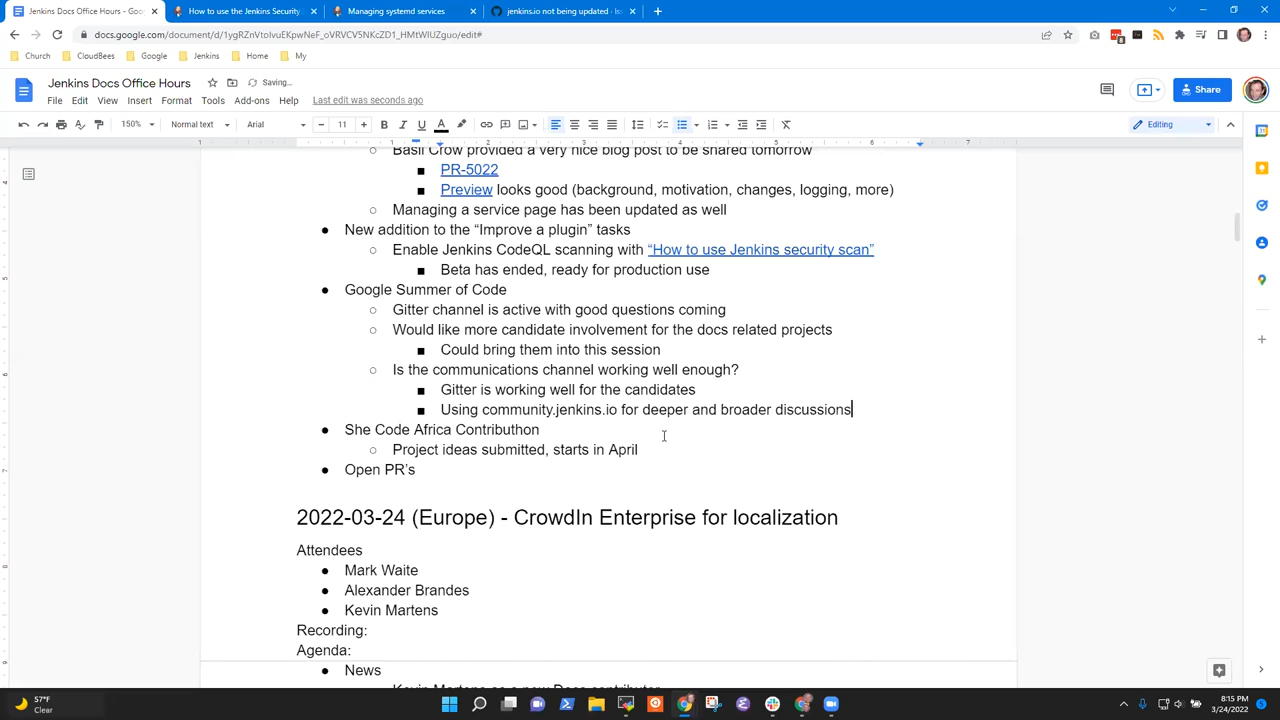 Jenkins Docs Office Hours - Goo
How to use the Jenkins Security
Managing systemd services
jenkins.io not being updated · Iss
docs.google.com/document/d/1ygRZnVtoIvuEKpwNeF_oVRVCV5NKcZD1_HMtWIUZguo/edit#
Church
CloudBees
Google
Jenkins
Home
My
Jenkins Docs Office Hours
Saving...
File Edit View Insert Format Tools Add-ons Help Last edit was seconds ago
Share
150% Normal text Arial 11 Editing
Basil Crow provided a very nice blog post to be shared tomorrow
PR-5022
Preview looks good (background, motivation, changes, logging, more)
Managing a service page has been updated as well
New addition to the “Improve a plugin” tasks
Enable Jenkins CodeQL scanning with “How to use Jenkins security scan”
Beta has ended, ready for production use
Google Summer of Code
Gitter channel is active with good questions coming
Would like more candidate involvement for the docs related projects
Could bring them into this session
Is the communications channel working well enough?
Gitter is working well for the candidates
Using community.jenkins.io for deeper and broader discussions
She Code Africa Contributhon
Project ideas submitted, starts in April
Open PR’s
2022-03-24 (Europe) - CrowdIn Enterprise for localization
Attendees
Mark Waite
Alexander Brandes
Kevin Martens
Recording:
Agenda:
News
Kevin Martens as a new Docs contributor
57°F
Clear
8:15 PM
3/24/2022